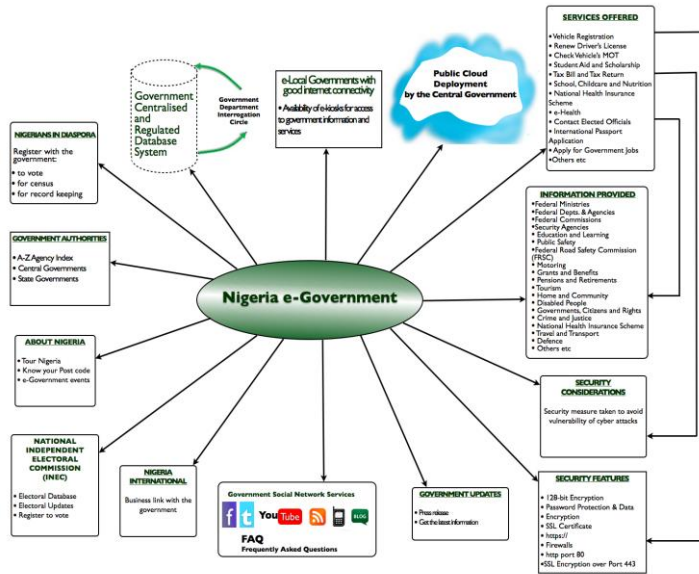 SERVICES OFFERED
•Vehicle Registration
•Renew Driver's License
•Check Vehicle's MOT
•Student Aid and Scholarship
•Tax Bill and Tax Return
•School, Childcare and Nutrition
•National Health Insurance
Scheme
•e-Health
•Contact Elected Officials
•International Passport
Application
•Apply for Government Jobs
•Others etc
Public Cloud
Deployment
by the Central Government
e-Local Governments with
good internet connectivity
• Availability of e-kiosks for access
to government information and
services
Government
Centralised
and
Regulated
Database
System
Government
Department
Interregation
Circle
NIGERIANS IN DIASPORA
Register with the
government:
• to vote
• for census
• for record keeping
INFORMATION PROVIDED
•Federal Ministries
•Federal Depts. & Agencies
•Federal Commissions
•Security Agencies
• Education and Learning
• Public Safety
•Federal Road Safety Commission
(FRSC)
• Motoring
• Grants and Benefits
• Pensions and Retirements
• Tourism
• Home and Community
• Disabled People
• Governments, Citizens and Rights
• Crime and Justice
• National Health Insurance Scheme
• Travel and Transport
• Defence
• Others etc
GOVERNMENT AUTHORITIES
• A-Z Agency Index
• Central Governments
• State Governments
Nigeria e-Government
ABOUT NIGERIA
• Tour Nigeria
• Know your Post code
• e-Government events
SECURITY
CONSIDERATIONS
Security measure taken to avoid
vulnerability of cyber attacks
NATIONAL
INDEPENDENT
ELECTORAL
COMMISSION
(INEC)
• Electoral Database
• Electoral Updates
• Register to vote
NIGERIA
INTERNATIONAL
Business link with the
government
Government Social Network Services
f t You Tube BLOG
FAQ
Frequently Asked Questions
GOVERNMENT UPDATES
• Press release
• Get the latest information
SECURITY FEATURES
• 128-bit Encryption
• Password Protection & Data
• Encryption
• SSL Certificate
• https://
• Firewalls
• http port 80
•SSL Encryption over Port 443